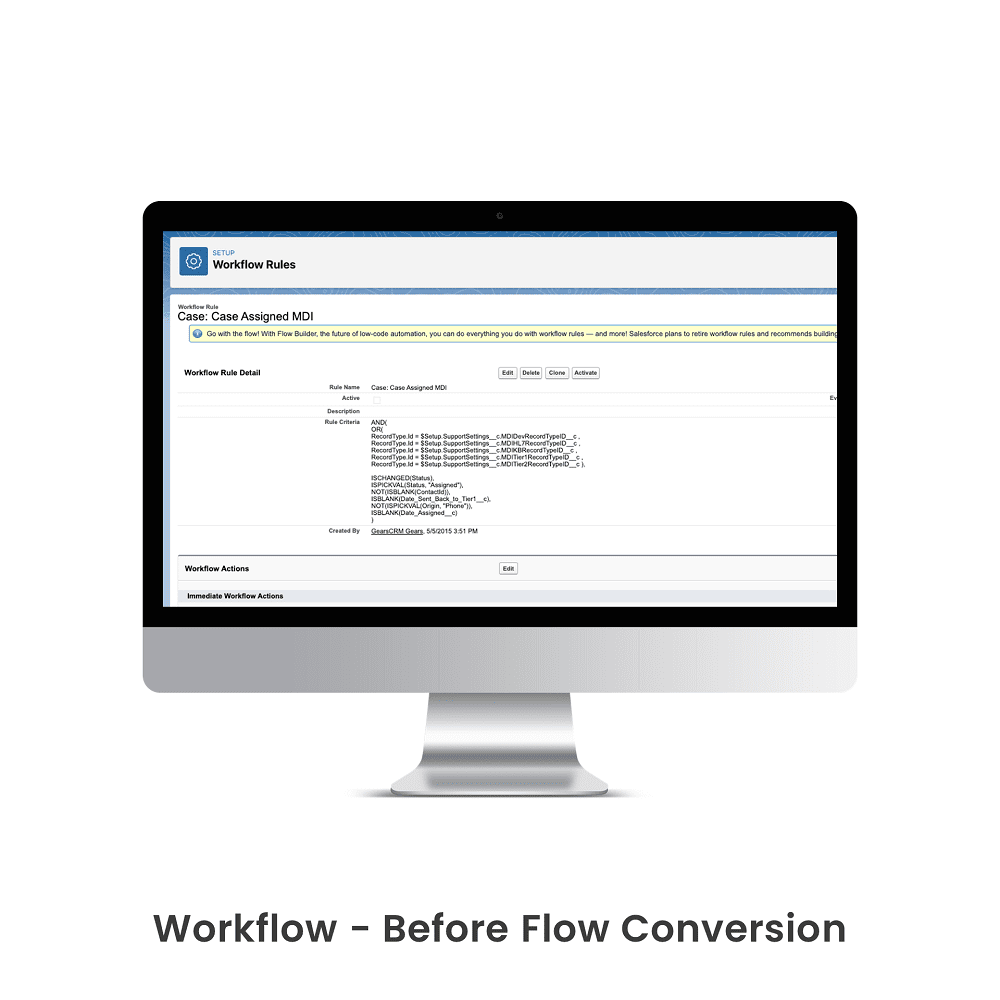 SETUP
Workflow Rules
Workflow Rule
Case: Case Assigned MDI
Go with the flow! With Flow Builder, the future of low-code automation, you can do everything you do with workflow rules — and more! Salesforce plans to retire workflow rules and recommends building
Workflow Rule Detail Edit Delete Clone Activate
Rule Name Case: Case Assigned MDI
Active Ev
Description
Rule Criteria AND(
OR(
RecordType.Id = $Setup.SupportSettings__c.MDIDevRecordTypeID__c ,
RecordType.Id = $Setup.SupportSettings__c.MDIHL7RecordTypeID__c ,
RecordType.Id = $Setup.SupportSettings__c.MDIKBRecordTypeID__c ,
RecordType.Id = $Setup.SupportSettings__c.MDITier1RecordTypeID__c ,
RecordType.Id = $Setup.SupportSettings__c.MDITier2RecordTypeID__c ),
ISCHANGED(Status),
ISPICKVAL(Status, "Assigned"),
NOT(ISBLANK(ContactId)),
ISBLANK(Date_Sent_Back_to_Tier1__c),
NOT(ISPICKVAL(Origin, "Phone")),
ISBLANK(Date_Assigned__c)
)
Created By GearsCRM Gears, 5/5/2015 3:51 PM
Workflow Actions Edit
Immediate Workflow Actions
Workflow - Before Flow Conversion